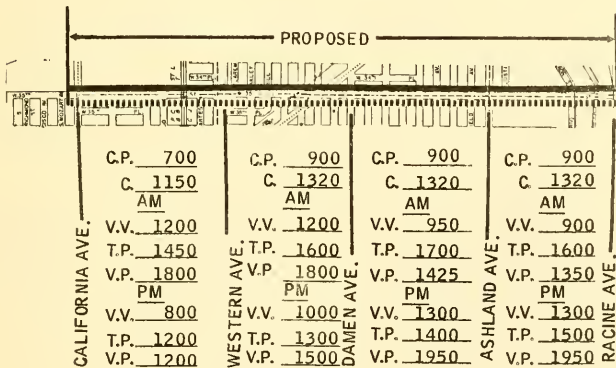 PROPOSED
C.P. 700
C. 1150
AM
V.V. 1200
T.P. 1450
V.P. 1800
PM
V.V. 800
T.P. 1200
V.P. 1200
C.P. 900
C. 1320
AM
V.V. 1200
T.P. 1600
V.P 1800
PM
V.V. 1000
T.P. 1300
V.P. 1500
C.P. 900
C. 1320
AM
V.V. 950
T.P. 1700
V.P. 1425
PM
V.V. 1300
T.P. 1400
V.P. 1950
C.P. 900
C. 1320
AM
V.V. 900
T.P. 1600
V.P. 1350
PM
V.V. 1300
T.P. 1500
V.P. 1950
CALIFORNIA AVE.
WESTERN AVE.
DAMEN AVE.
ASHLAND AVE.
RACINE AVE.